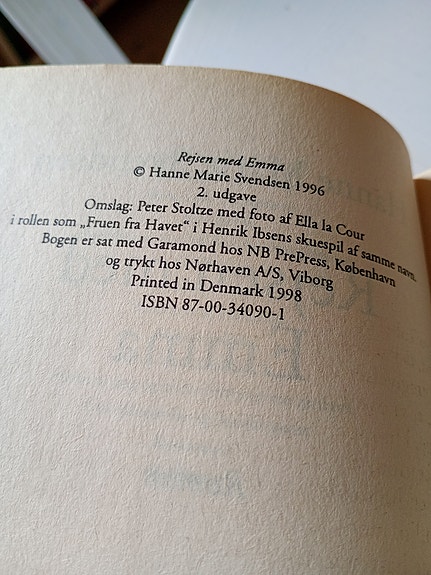 Rejsen med Emma
© Hanne Marie Svendsen 1996
2. udgave
Omslag: Peter Stoltze med foto af Ella la Cour
i rollen som „Fruen fra Havet" i Henrik Ibsens skuespil af samme navn.
Bogen er sat med Garamond hos NB PrePress, København
og trykt hos Nørhaven A/S, Viborg
Printed in Denmark 1998
ISBN 87-00-34090-1